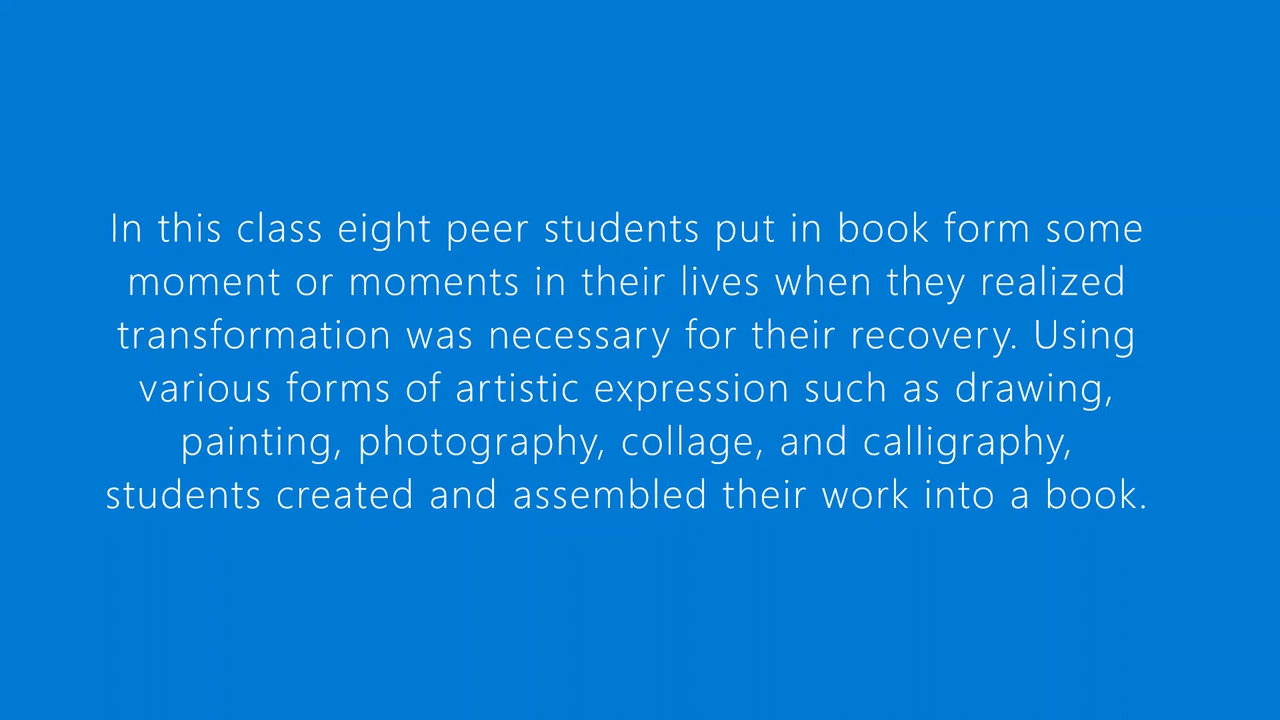 In this class eight peer students put in book form some
moment or moments in their lives when they realized
transformation was necessary for their recovery. Using
various forms of artistic expression such as drawing,
painting, photography, collage, and calligraphy,
students created and assembled their work into a book.